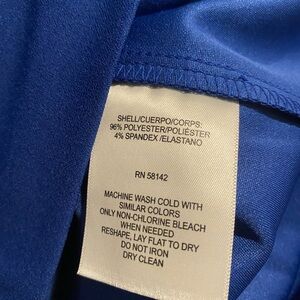 SHELL/CUERPO/CORPS:
96% POLYESTER/POLIÉSTER
4% SPANDEX /ELASTANO
RN 58142
MACHINE WASH COLD WITH
SIMILAR COLORS
ONLY NON-CHLORINE BLEACH
WHEN NEEDED
RESHAPE, LAY FLAT TO DRY
DO NOT IRON
DRY CLEAN